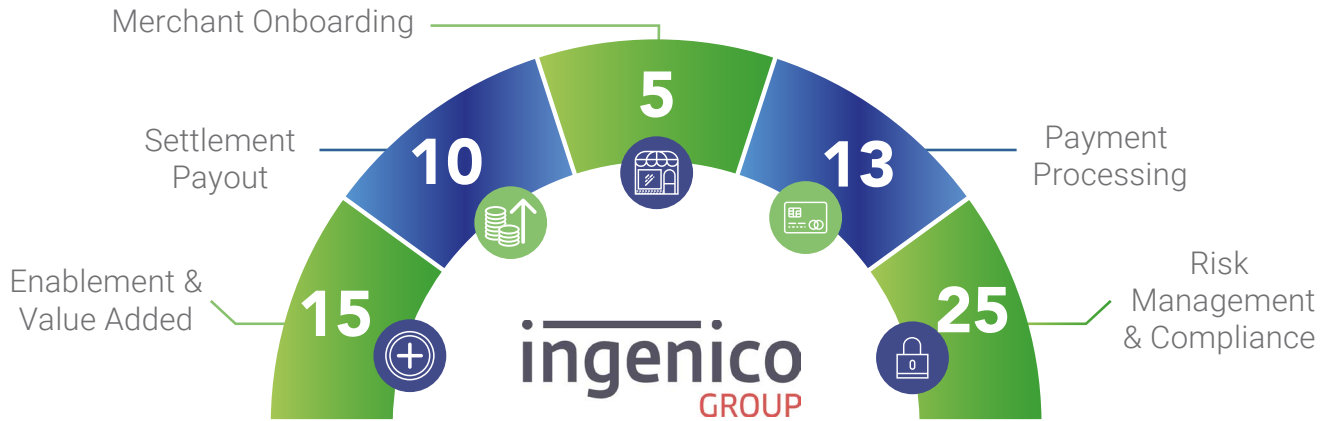 Merchant Onboarding
5
Settlement
Payout
10
13
Payment
Processing
Enablement &
Value Added
15
25
Risk
Management
& Compliance
ingenico
GROUP